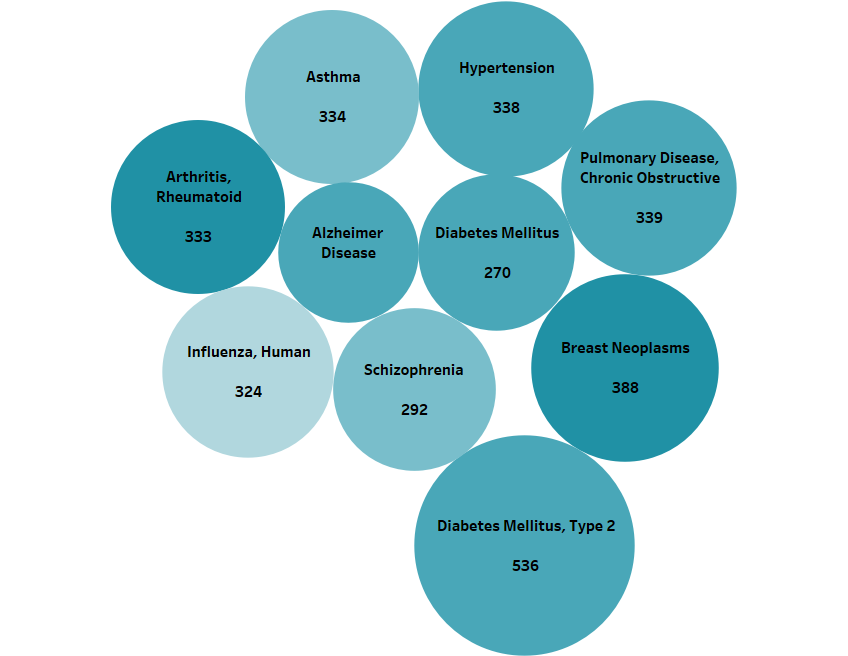 Asthma
334
Hypertension
338
Pulmonary Disease,
Chronic Obstructive
339
Arthritis,
Rheumatoid
333
Alzheimer
Disease
Diabetes Mellitus
270
Influenza, Human
324
Schizophrenia
292
Breast Neoplasms
388
Diabetes Mellitus, Type 2
536